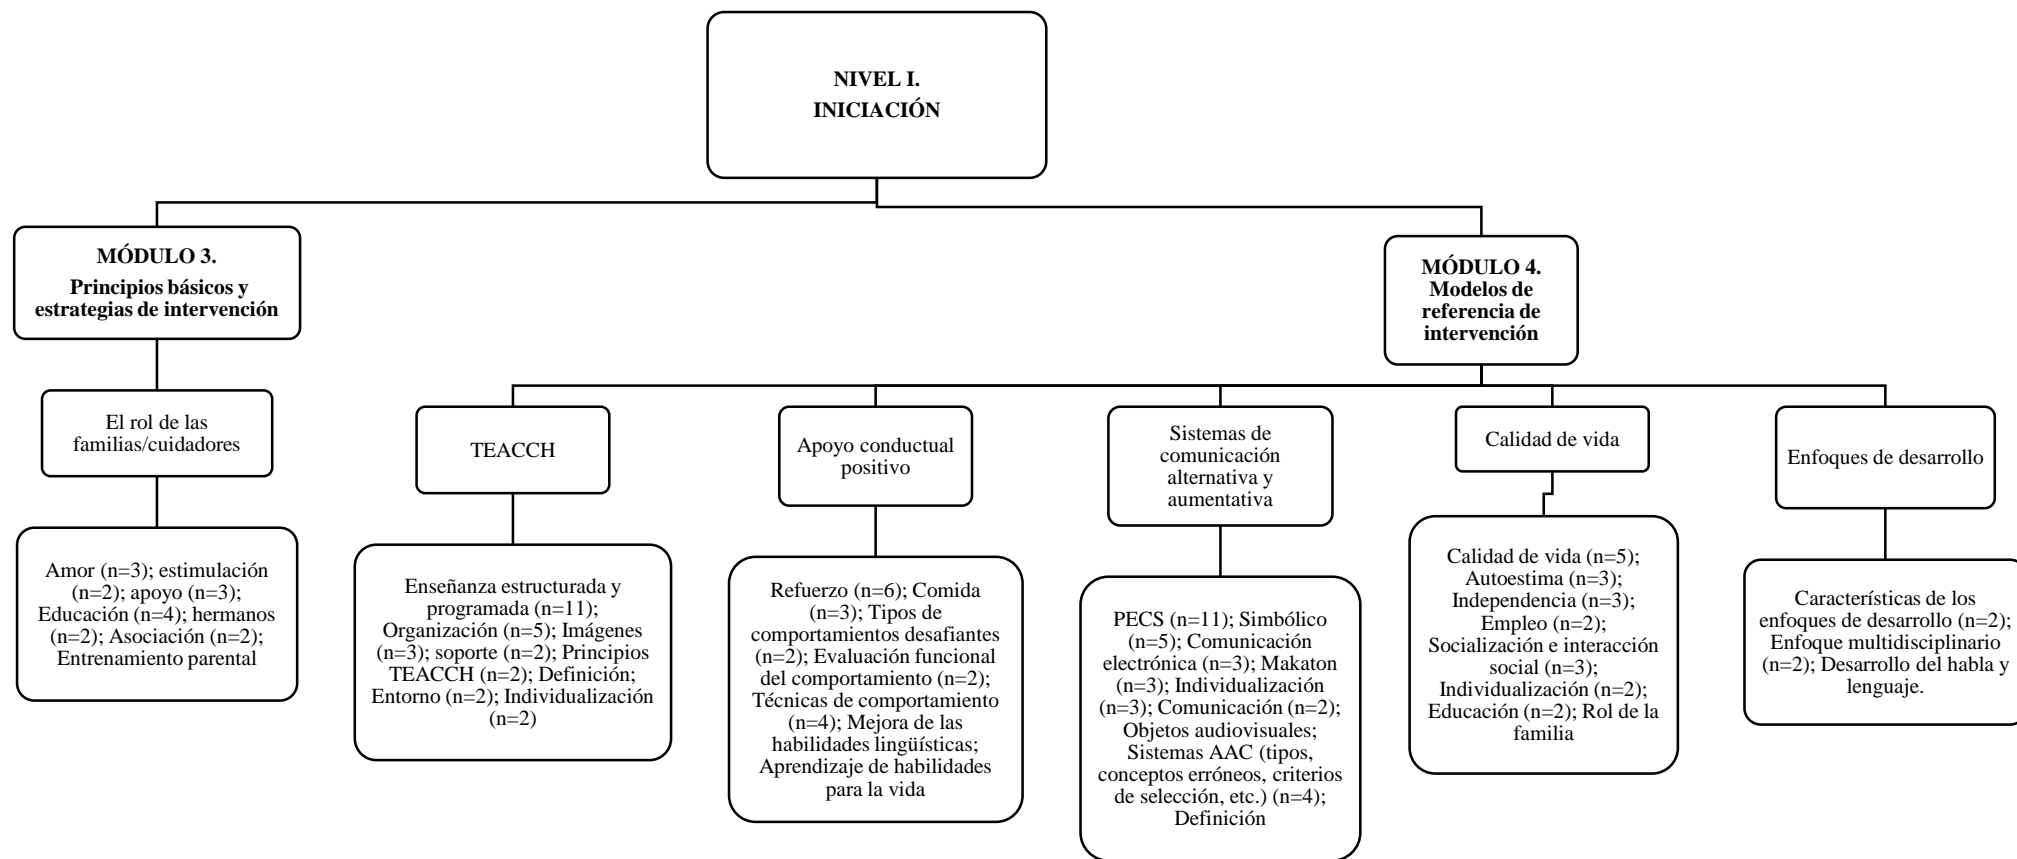 NIVEL I.
INICIACIÓN
MÓDULO 3.
Principios básicos y
estrategias de intervención
MÓDULO 4.
Modelos de
referencia de
intervención
El rol de las
familias/cuidadores
TEACCH
Apoyo conductual
positivo
Sistemas de
comunicación
alternativa y
aumentativa
Calidad de vida
Enfoques de desarrollo
Amor (n=3); estimulación
(n=2); apoyo (n=3);
Educación (n=4); hermanos
(n=2); Asociación (n=2);
Entrenamiento parental
Enseñanza estructurada y
programada (n=11);
Organización (n=5); Imágenes
(n=3); soporte (n=2); Principios
TEACCH (n=2); Definición;
Entorno (n=2); Individualización
(n=2)
Refuerzo (n=6); Comida
(n=3); Tipos de
comportamientos desafiantes
(n=2); Evaluación funcional
del comportamiento (n=2);
Técnicas de comportamiento
(n=4); Mejora de las
habilidades lingüísticas;
Aprendizaje de habilidades
para la vida
PECS (n=11); Simbólico
(n=5); Comunicación
electrónica (n=3); Makaton
(n=3); Individualización
(n=3); Comunicación (n=2);
Objetos audiovisuales;
Sistemas AAC (tipos,
conceptos erróneos, criterios
de selección, etc.) (n=4);
Definición
Calidad de vida (n=5);
Autoestima (n=3);
Independencia (n=3);
Empleo (n=2);
Socialización e interacción
social (n=3);
Individualización (n=2);
Educación (n=2); Rol de la
familia
Características de los
enfoques de desarrollo (n=2);
Enfoque multidisciplinario
(n=2); Desarrollo del habla y
lenguaje.